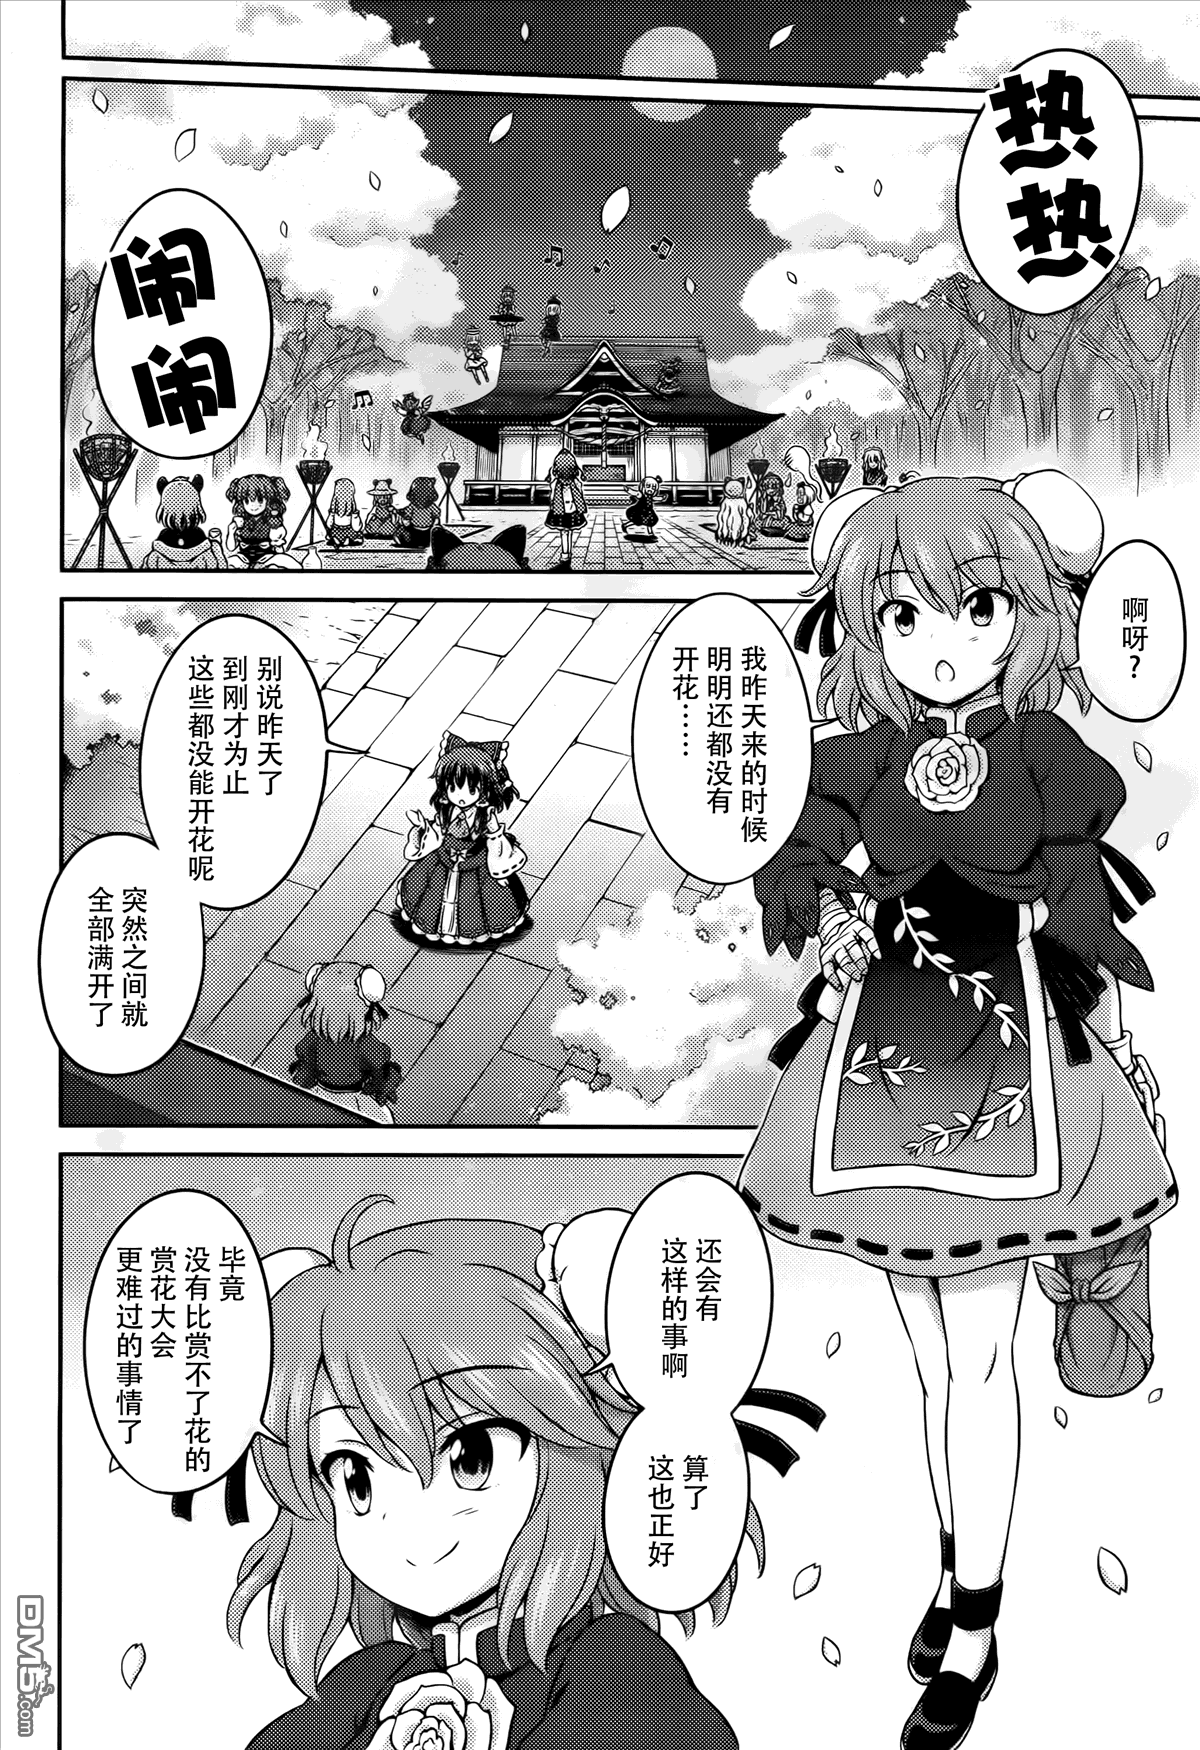 热热
闹闹
啊呀?
我昨天来的时候
明明还都没有
开花……
别说昨天了
到刚才为止
这些都没能开花呢
突然之间就
全部满开了
还会有
这样的事啊
算了
这也正好
毕竟
没有比赏不了花的
赏花大会
更难过的事情了
DM5.com